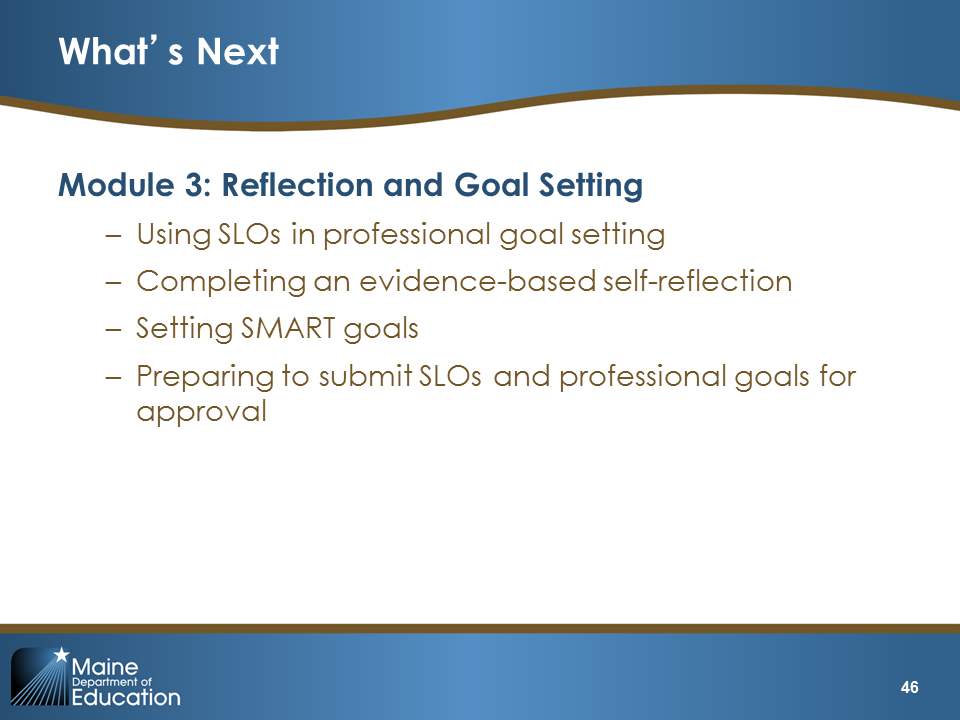 What’s Next
Module 3: Reflection and Goal Setting
– Using SLOs in professional goal setting
– Completing an evidence-based self-reflection
– Setting SMART goals
– Preparing to submit SLOs and professional goals for
approval
Maine
Department of
Education
46